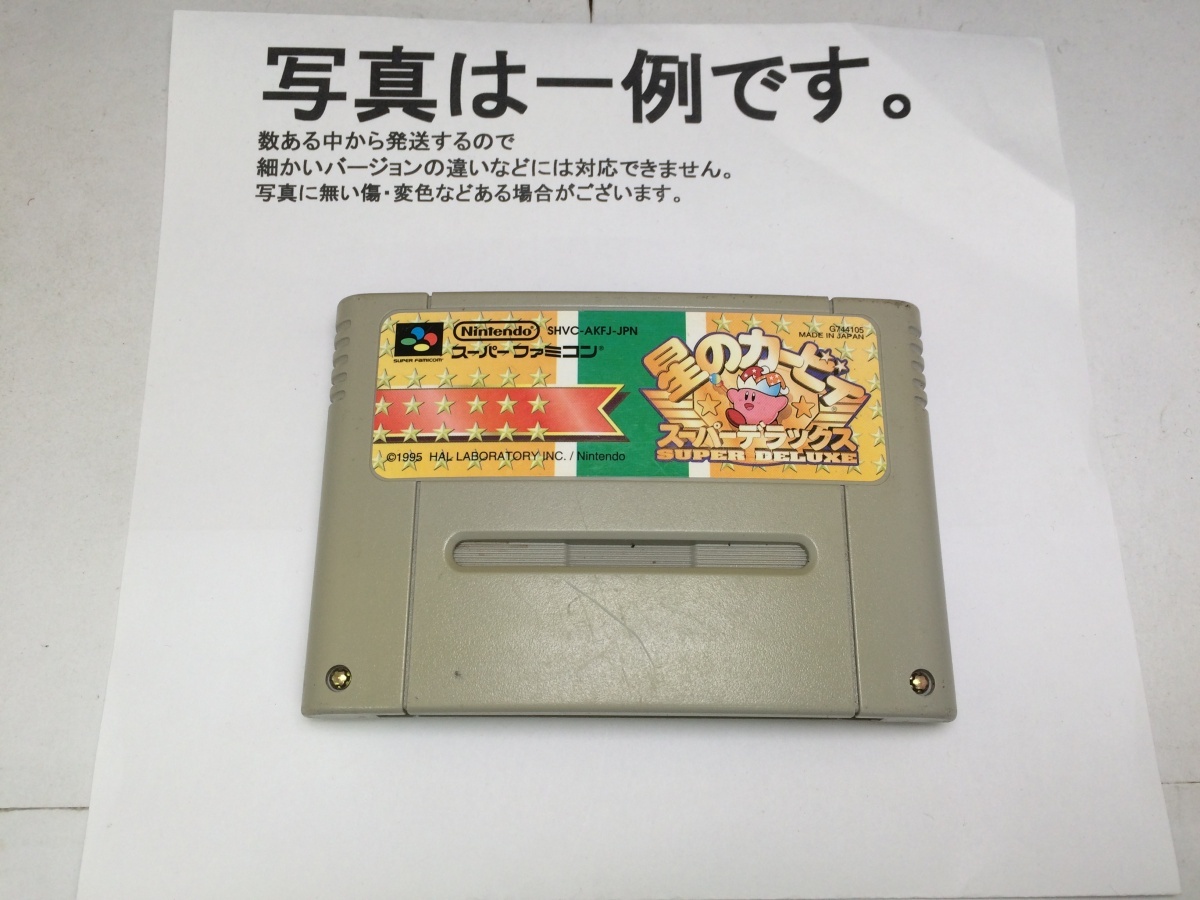 写真は一例です。
数ある中から発送するので
細かいバージョンの違いなどには対応できません。
写真に無い傷・変色などある場合がございます。
Nintendo® SHVC-AKFJ-JPN
SUPER FAMICOM
スーパーファミコン®
G744105
MADE IN JAPAN
星のカービィ
スーパーデラックス
SUPER DELUXE
©1995 HAL LABORATORY INC. / Nintendo